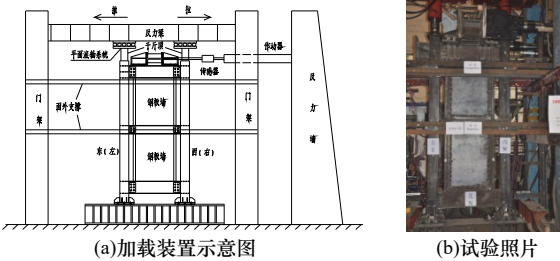 推 拉
反力梁
千斤顶
平面滚轴系统
作动器
传感器
门架
面外支撑
钢板墙
门架
反力墙
东(左)
钢板墙
西(右)
(a)加载装置示意图
(b)试验照片